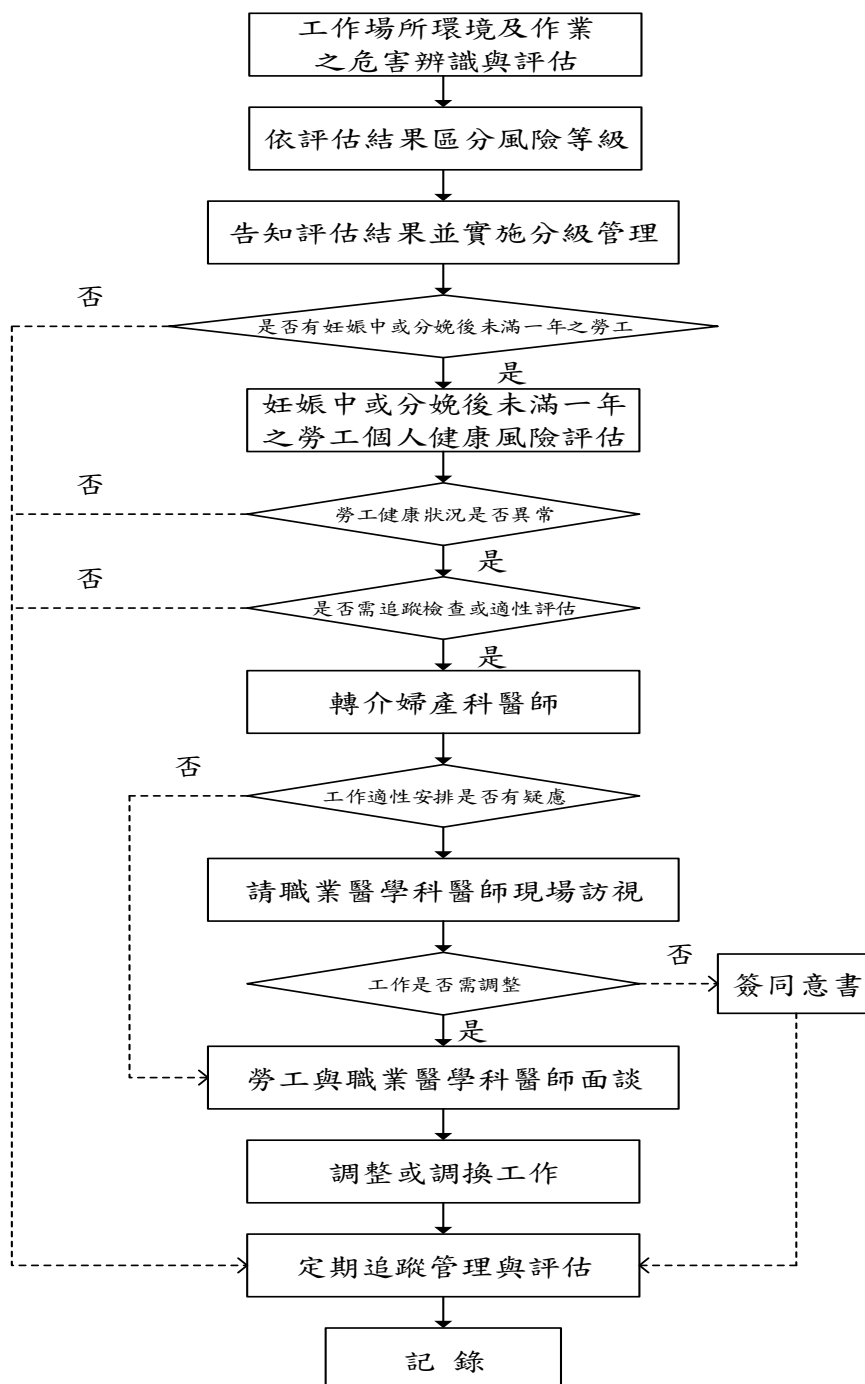 工作場所環境及作業
之危害辨識與評估
依評估結果區分風險等級
告知評估結果並實施分級管理
否
是否有妊娠中或分娩後未滿一年之勞工
是
妊娠中或分娩後未滿一年
之勞工個人健康風險評估
否
勞工健康狀況是否異常
是
否
是否需追蹤檢查或適性評估
是
轉介婦產科醫師
否
工作適性安排是否有疑慮
請職業醫學科醫師現場訪視
工作是否需調整
否
簽同意書
是
勞工與職業醫學科醫師面談
調整或調換工作
定期追蹤管理與評估
記 錄